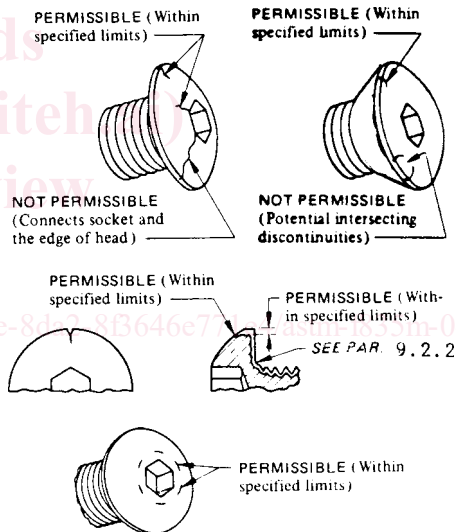 PERMISSIBLE (Within
specified limits)
PERMISSIBLE (Within
specified limits)
NOT PERMISSIBLE
(Connects socket and
the edge of head)
NOT PERMISSIBLE
(Potential intersecting
discontinuities)
PERMISSIBLE (Within
specified limits)
PERMISSIBLE (With-
in specified limits)
SEE PAR. 9.2.2
PERMISSIBLE (Within
specified limits)